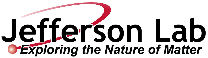 Jefferson Lab
Exploring the Nature of Matter